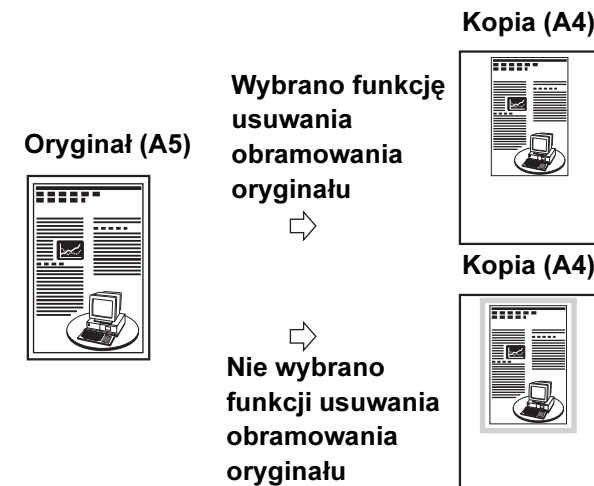 Oryginał (A5)
Wybrano funkcję
usuwania
obramowania
oryginału
Kopia (A4)
Kopia (A4)
Nie wybrano
funkcji usuwania
obramowania
oryginału